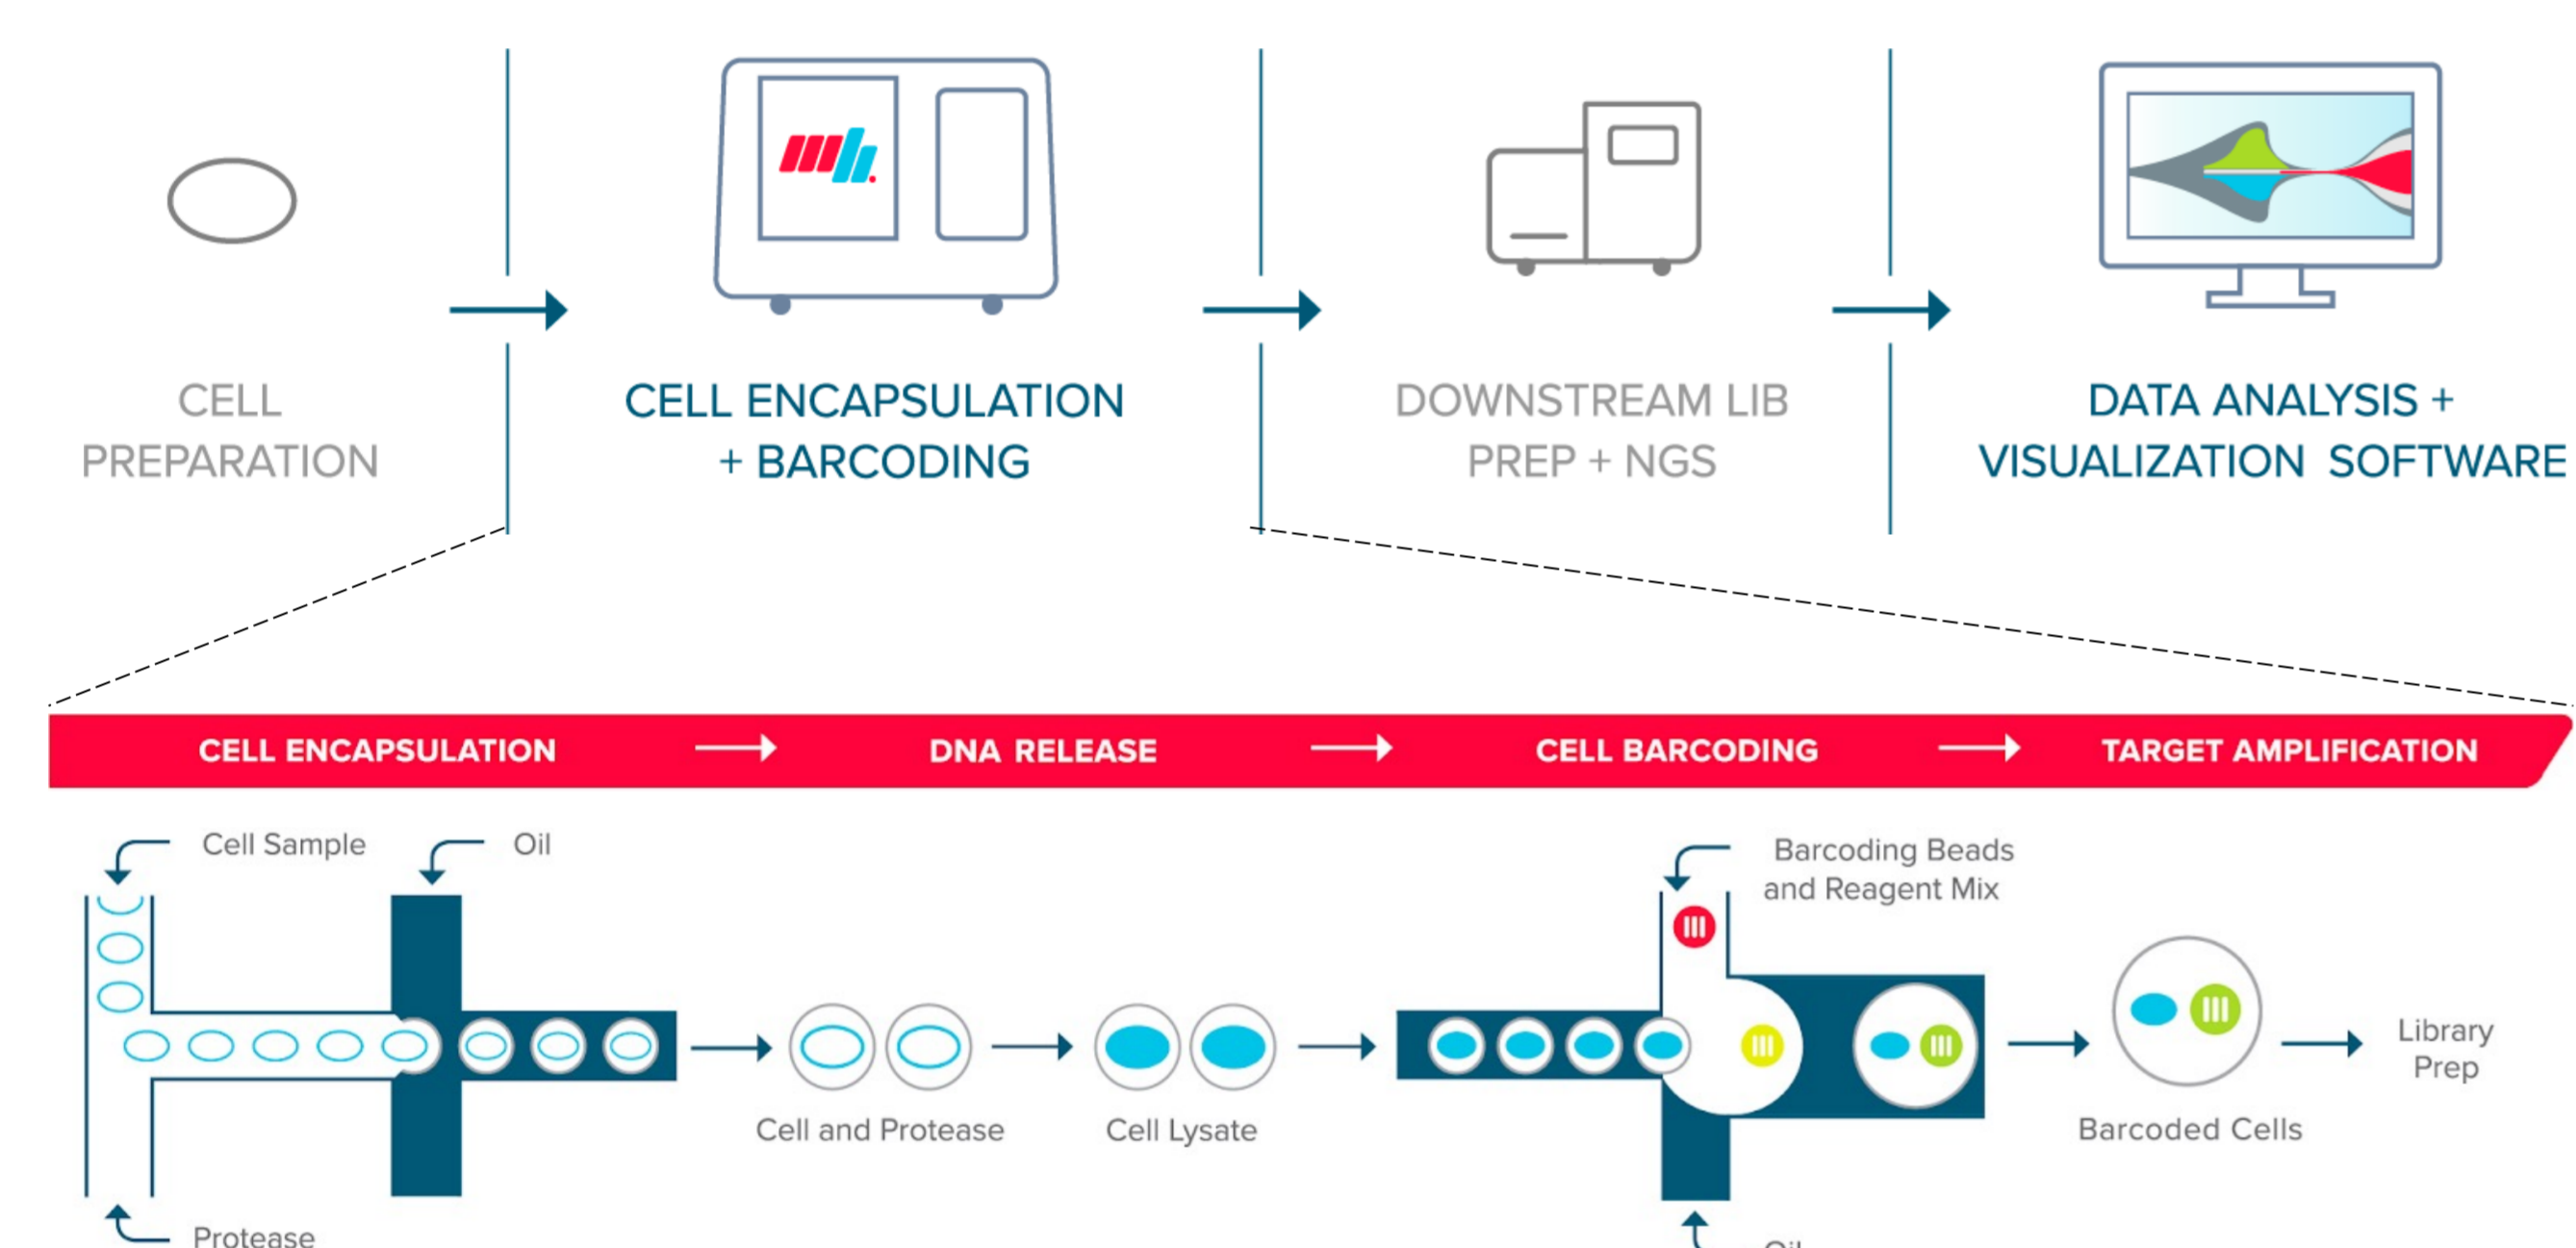 CELL
PREPARATION
CELL ENCAPSULATION
+ BARCODING
DOWNSTREAM LIB
PREP + NGS
DATA ANALYSIS +
VISUALIZATION SOFTWARE
CELL ENCAPSULATION
DNA RELEASE
CELL BARCODING
TARGET AMPLIFICATION
Cell Sample
Oil
Barcoding Beads
and Reagent Mix
Cell and Protease
Cell Lysate
Barcoded Cells
Library
Prep
Protease
Oil